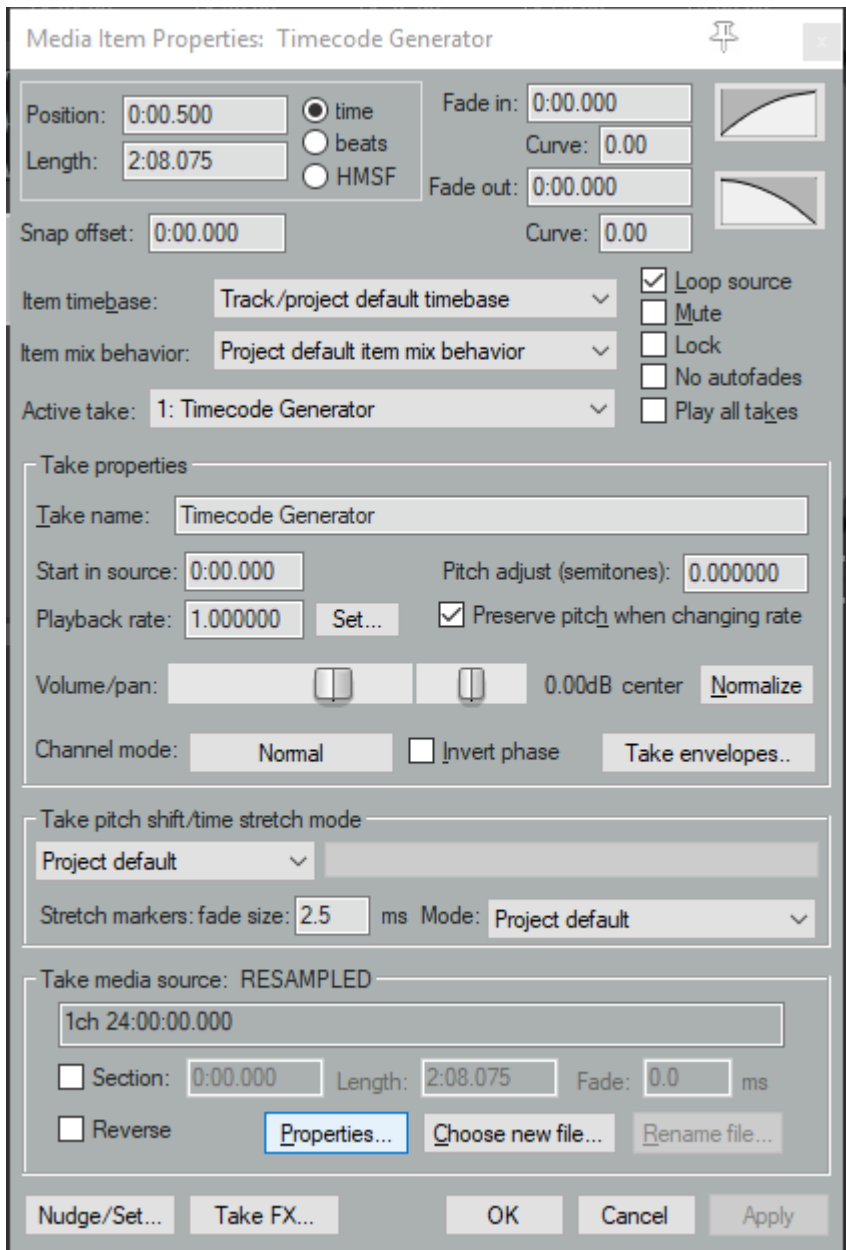 Media Item Properties: Timecode Generator
x
Position: 0:00.500
time
Length: 2:08.075
beats
HMSF
Fade in: 0:00.000
Curve: 0.00
Fade out: 0:00.000
Curve: 0.00
Snap offset: 0:00.000
Item timebase: Track/project default timebase
Loop source
Mute
Item mix behavior: Project default item mix behavior
Lock
No autofades
Active take: 1: Timecode Generator
Play all takes
Take properties
Take name: Timecode Generator
Start in source: 0:00.000 Pitch adjust (semitones): 0.000000
Playback rate: 1.000000 Set... Preserve pitch when changing rate
Volume/pan: 0.00dB center Normalize
Channel mode: Normal Invert phase Take envelopes..
Take pitch shift/time stretch mode
Project default
Stretch markers: fade size: 2.5 ms Mode: Project default
Take media source: RESAMPLED
1ch 24:00:00.000
Section: 0:00.000 Length: 2:08.075 Fade: 0.0 ms
Reverse Properties... Choose new file... Rename file...
Nudge/Set... Take FX... OK Cancel Apply